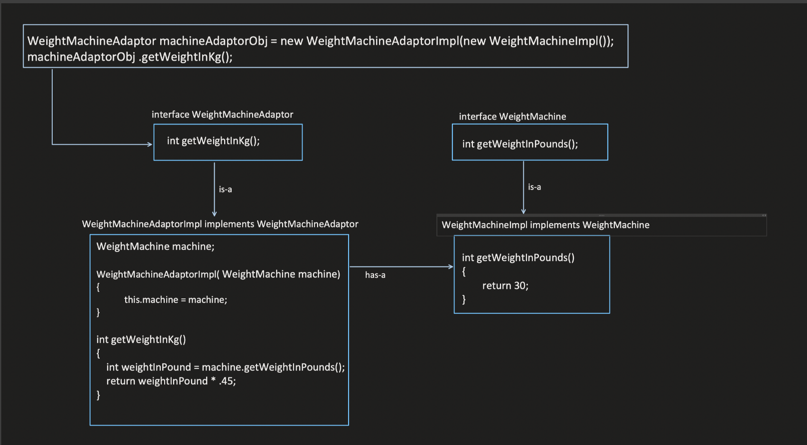 WeightMachineAdaptor machineAdaptorObj = new WeightMachineAdaptorImpl(new WeightMachineImpl());
machineAdaptorObj .getWeightInKg();
interface WeightMachineAdaptor
int getWeightInKg();
interface WeightMachine
int getWeightInPounds();
is-a
is-a
WeightMachineAdaptorImpl implements WeightMachineAdaptor
WeightMachine machine;
WeightMachineAdaptorImpl( WeightMachine machine)
{
this.machine = machine;
}
int getWeightInKg()
{
int weightInPound = machine.getWeightInPounds();
return weightInPound * .45;
}
has-a
WeightMachineImpl implements WeightMachine
int getWeightInPounds()
{
return 30;
}